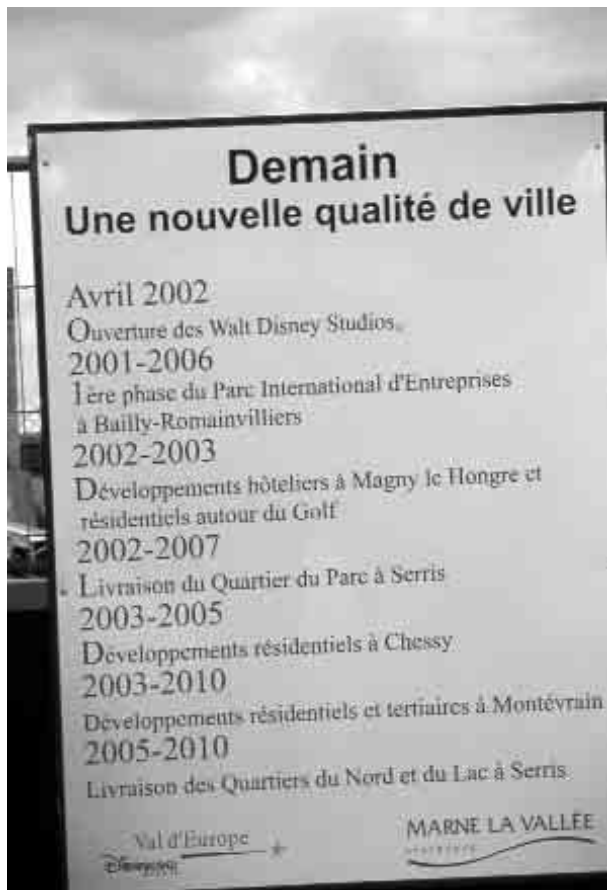 Demain
Une nouvelle qualité de ville
Avril 2002
Ouverture des Walt Disney Studios.
2001-2006
1ère phase du Parc International d'Entreprises
à Bailly-Romainvilliers
2002-2003
Développements hôteliers à Magny le Hongre et
résidentiels autour du Golf
2002-2007
Livraison du Quartier du Parc à Serris
2003-2005
Développements résidentiels à Chessy
2003-2010
Développements résidentiels et tertiaires à Montévrain
2005-2010
Livraison des Quartiers du Nord et du Lac à Serris
Val d'Europe
MARNE LA VALLÉE